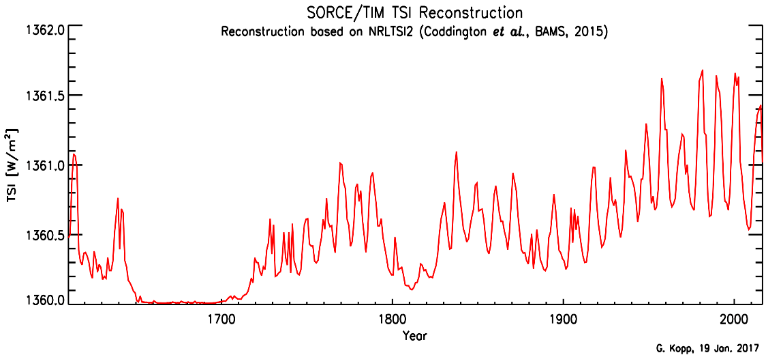 SORCE/TIM TSI Reconstruction
Reconstruction based on NRLTSI2 (Coddington et al., BAMS, 2015)
1362.0
1361.5
1361.0
1360.5
1360.0
TSI [W/m²]
1700
1800
1900
2000
Year
G. Kopp, 19 Jan. 2017